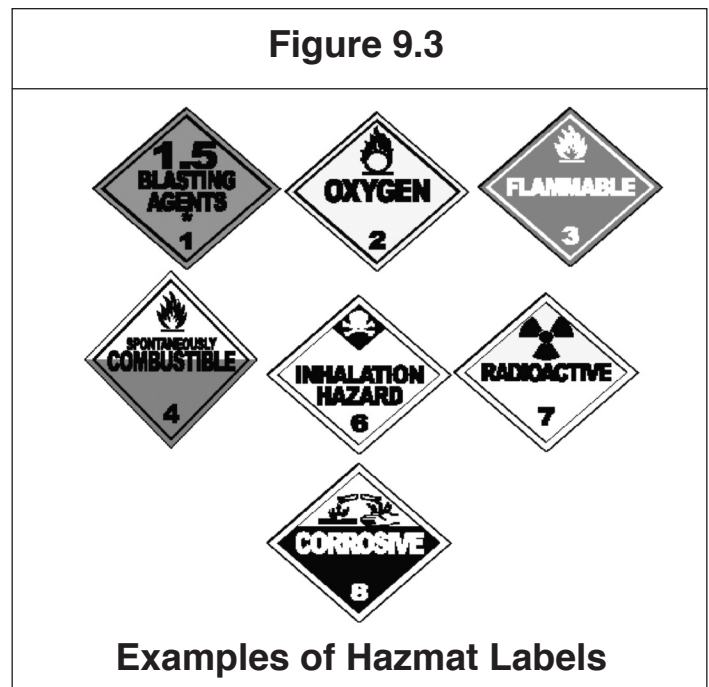 Figure 9.3
1.5
BLASTING
AGENTS
*
1
OXYGEN
2
FLAMMABLE
3
SPONTANEOUSLY
COMBUSTIBLE
4
INHALATION
HAZARD
6
RADIOACTIVE
7
CORROSIVE
8
Examples of Hazmat Labels